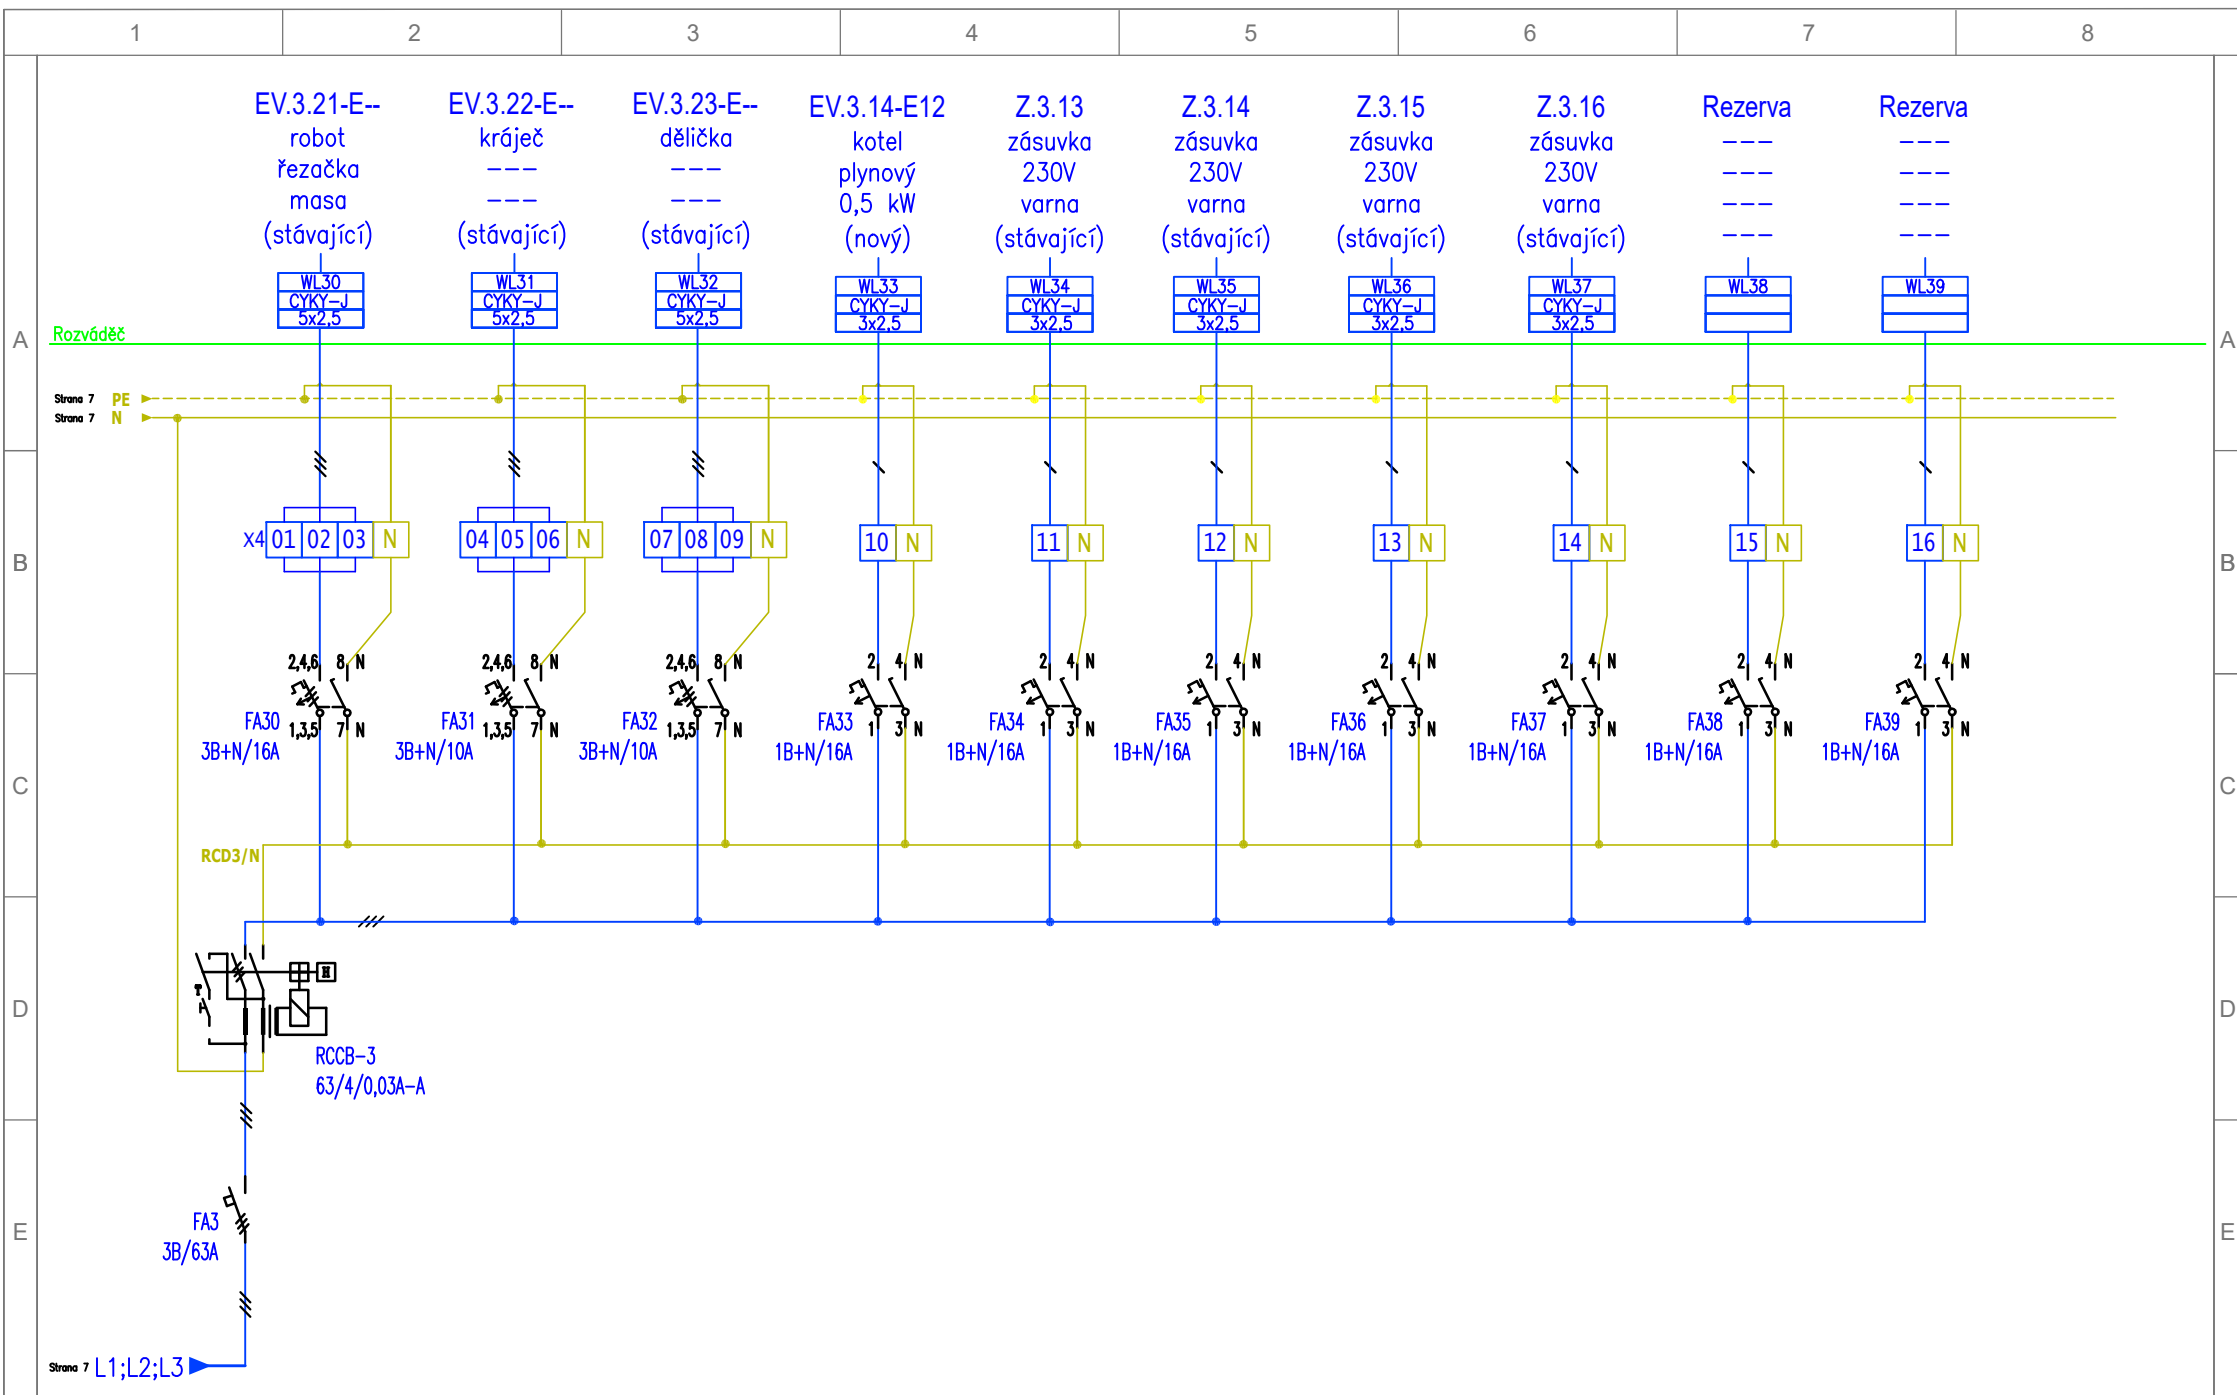 1 2 3 4 5 6 7 8
EV.3.21-E-- EV.3.22-E-- EV.3.23-E-- EV.3.14-E12 Z.3.13 Z.3.14 Z.3.15 Z.3.16 Rezerva Rezerva
robot kráječ dělička kotel zásuvka zásuvka zásuvka zásuvka --- ---
řezačka --- --- plynový 230V 230V 230V 230V --- ---
masa --- --- 0,5 kW varna varna varna varna --- ---
(stávající) (stávající) (stávající) (nový) (stávající) (stávající) (stávající) (stávající) --- ---
WL30 WL31 WL32 WL33 WL34 WL35 WL36 WL37 WL38 WL39
CYKY-J CYKY-J CYKY-J CYKY-J CYKY-J CYKY-J CYKY-J CYKY-J
5x2,5 5x2,5 5x2,5 3x2,5 3x2,5 3x2,5 3x2,5 3x2,5
A Rozváděč A
Strana 7 PE
Strana 7 N
X4 01 02 03 N 04 05 06 N 07 08 09 N 10 N 11 N 12 N 13 N 14 N 15 N 16 N
B B
2,4,6 8 N 2,4,6 8 N 2,4,6 8 N 2 4 N 2 4 N 2 4 N 2 4 N 2 4 N 2 4 N 2 4 N
FA30 FA31 FA32 FA33 FA34 FA35 FA36 FA37 FA38 FA39
1,3,5 7 N 1,3,5 7 N 1,3,5 7 N 1 3 N 1 3 N 1 3 N 1 3 N 1 3 N 1 3 N 1 3 N
3B+N/16A 3B+N/10A 3B+N/10A 1B+N/16A 1B+N/16A 1B+N/16A 1B+N/16A 1B+N/16A 1B+N/16A 1B+N/16A
C C
RCD3/N
H
T
D D
RCCB-3
63/4/0,03A-A
FA3
E E
3B/63A
Strana 7 L1;L2;L3